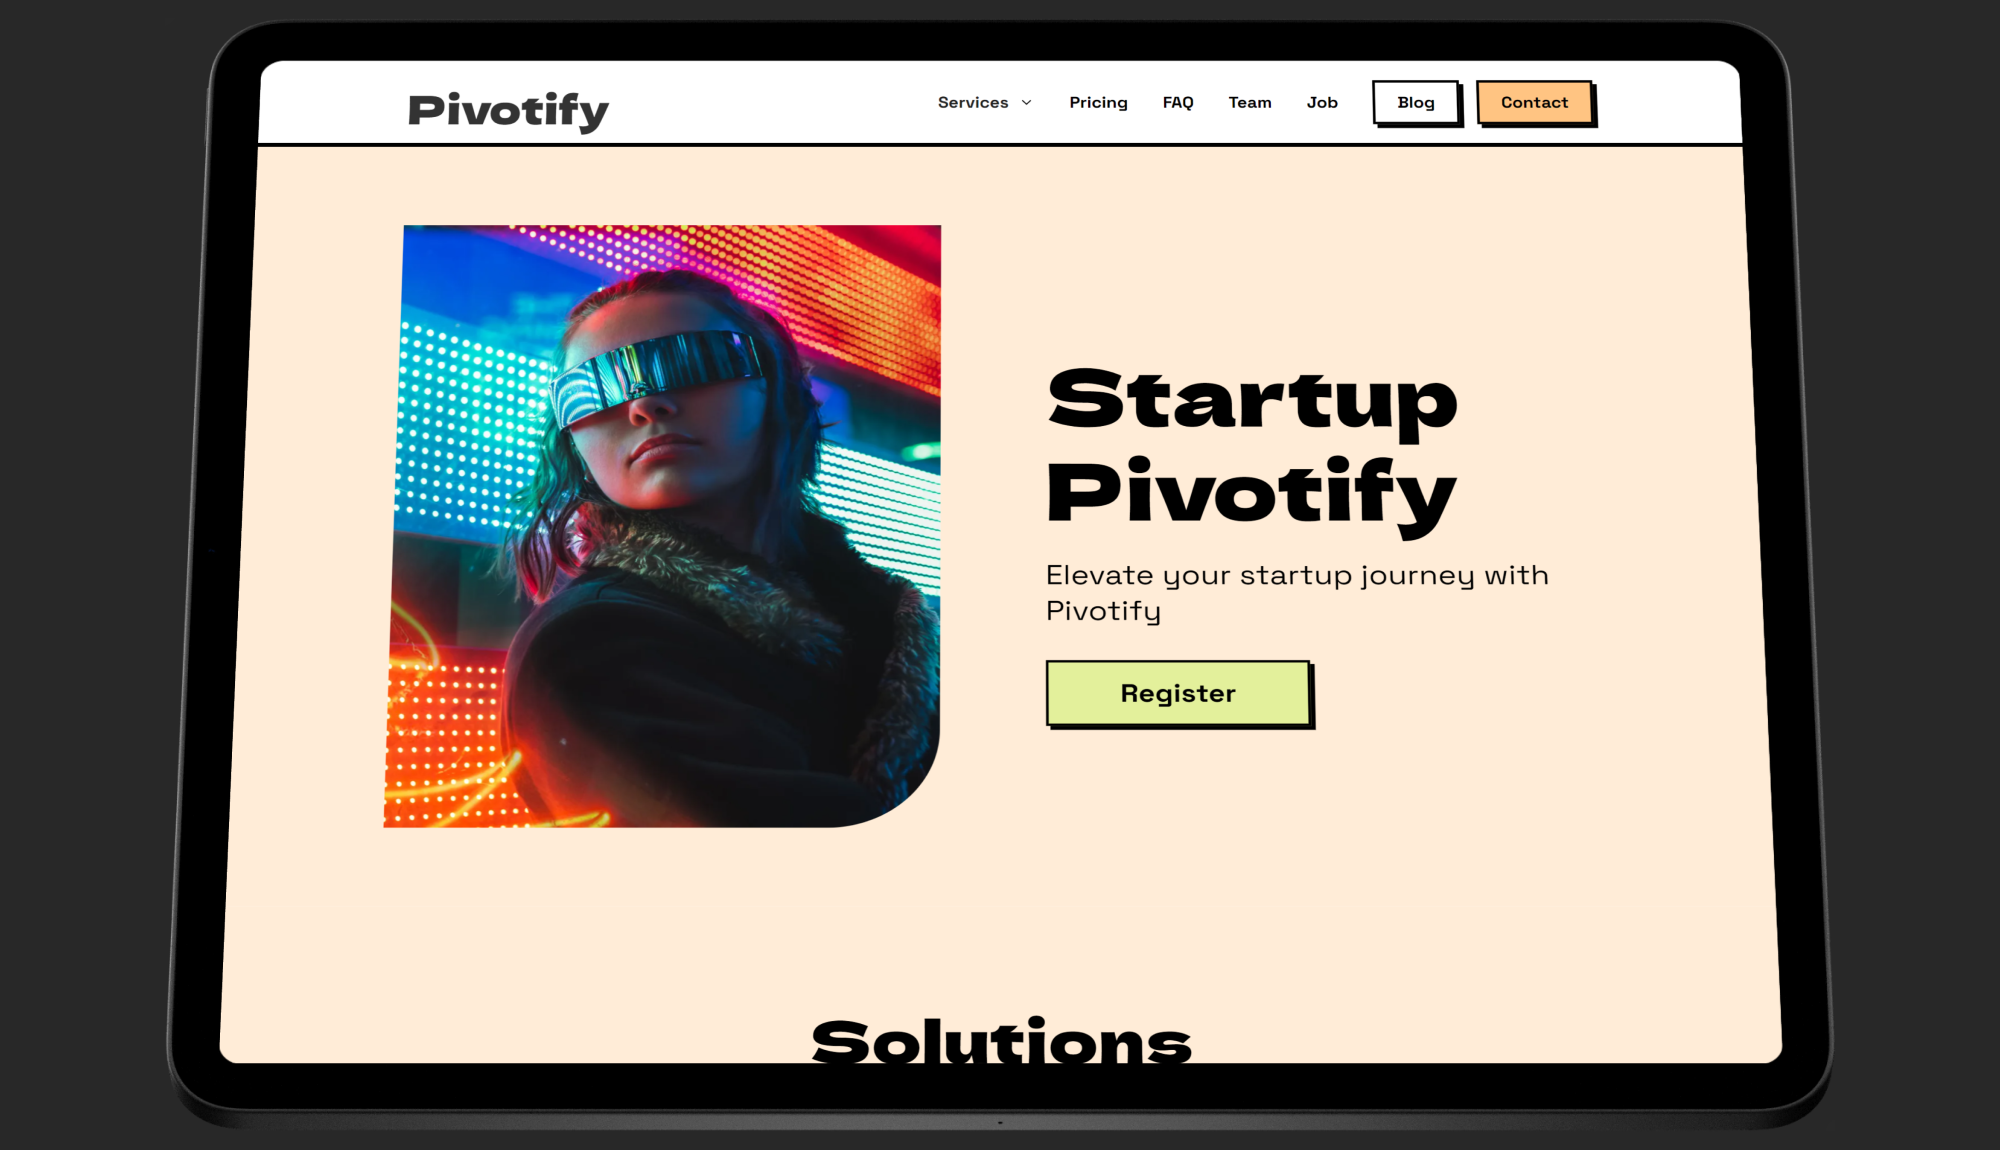 Pivotify
Services Pricing FAQ Team Job Blog Contact
Startup
Pivotify
Elevate your startup journey with
Pivotify
Register
Solutions